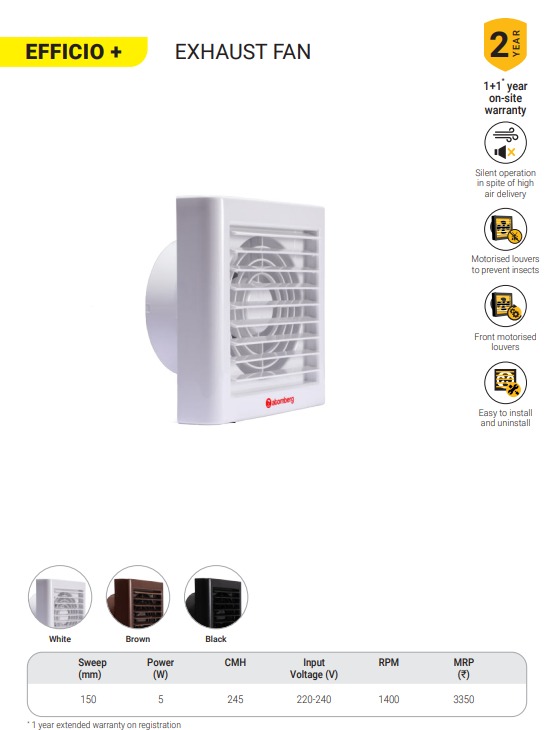 EFFICIO +
EXHAUST FAN
2 YEAR
1+1* year
on-site
warranty
Silent operation
in spite of high
air delivery
Motorised louvers
to prevent insects
Front motorised
louvers
Easy to install
and uninstall
atomberg
White
Brown
Black
Sweep (mm) Power (W) CMH Input Voltage (V) RPM MRP (₹)
150 5 245 220-240 1400 3350
* 1 year extended warranty on registration